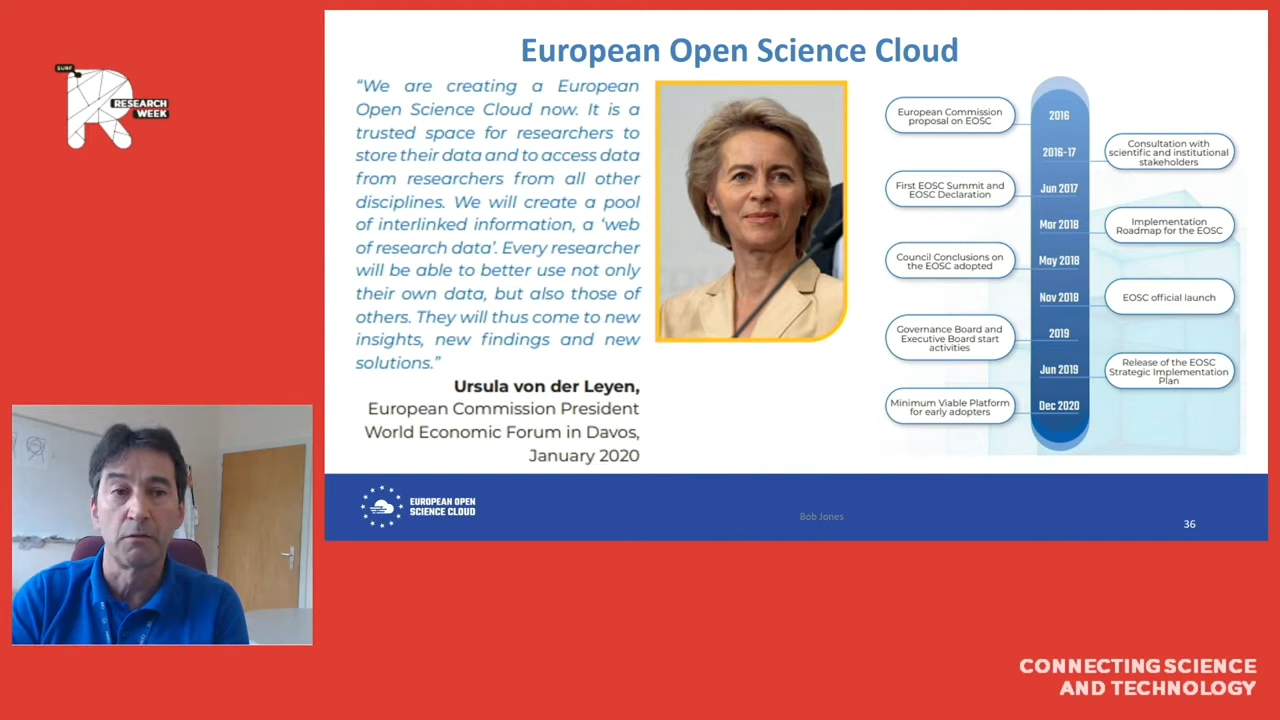 SURF
RESEARCH
WEEK
European Open Science Cloud
“We are creating a European
Open Science Cloud now. It is a
trusted space for researchers to
store their data and to access data
from researchers from all other
disciplines. We will create a pool
of interlinked information, a ‘web
of research data’. Every researcher
will be able to better use not only
their own data, but also those of
others. They will thus come to new
insights, new findings and new
solutions.”
Ursula von der Leyen,
European Commission President
World Economic Forum in Davos,
January 2020
European Commission
proposal on EOSC
2016
2016-17
Consultation with
scientific and institutional
stakeholders
First EOSC Summit and
EOSC Declaration
Jun 2017
Mar 2018
Implementation
Roadmap for the EOSC
Council Conclusions on
the EOSC adopted
May 2018
Nov 2018
EOSC official launch
Governance Board and
Executive Board start
activities
2019
Jun 2019
Release of the EOSC
Strategic Implementation
Plan
Minimum Viable Platform
for early adopters
Dec 2020
EUROPEAN OPEN
SCIENCE CLOUD
Bob Jones
36
CONNECTING SCIENCE
AND TECHNOLOGY